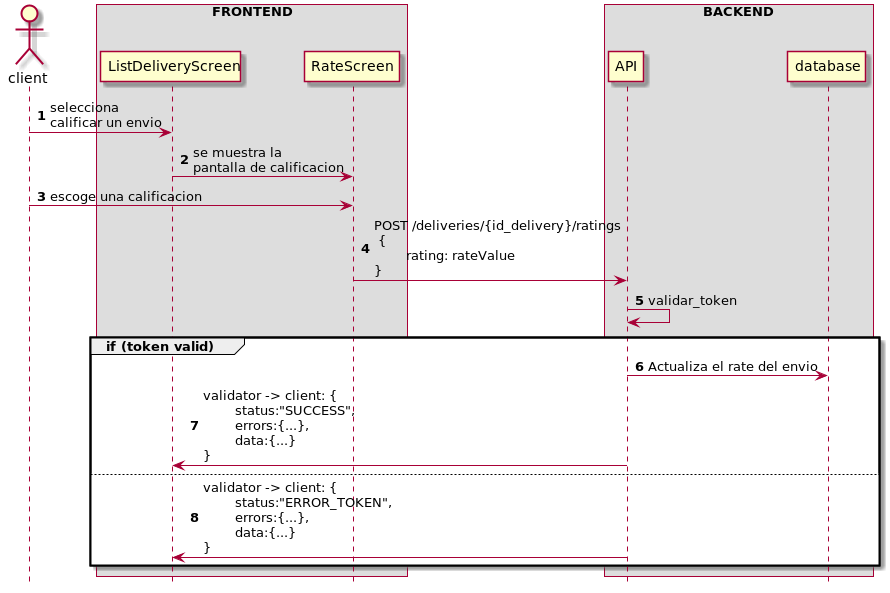 FRONTEND
BACKEND
client
ListDeliveryScreen
RateScreen
API
database
1 selecciona
calificar un envio
2 se muestra la
pantalla de calificacion
3 escoge una calificacion
4 POST /deliveries/{id_delivery}/ratings
{
rating: rateValue
}
5 validar_token
if (token valid)
6 Actualiza el rate del envio
7 validator -> client: {
status:"SUCCESS",
errors:{...},
data:{...}
}
8 validator -> client: {
status:"ERROR_TOKEN",
errors:{...},
data:{...}
}